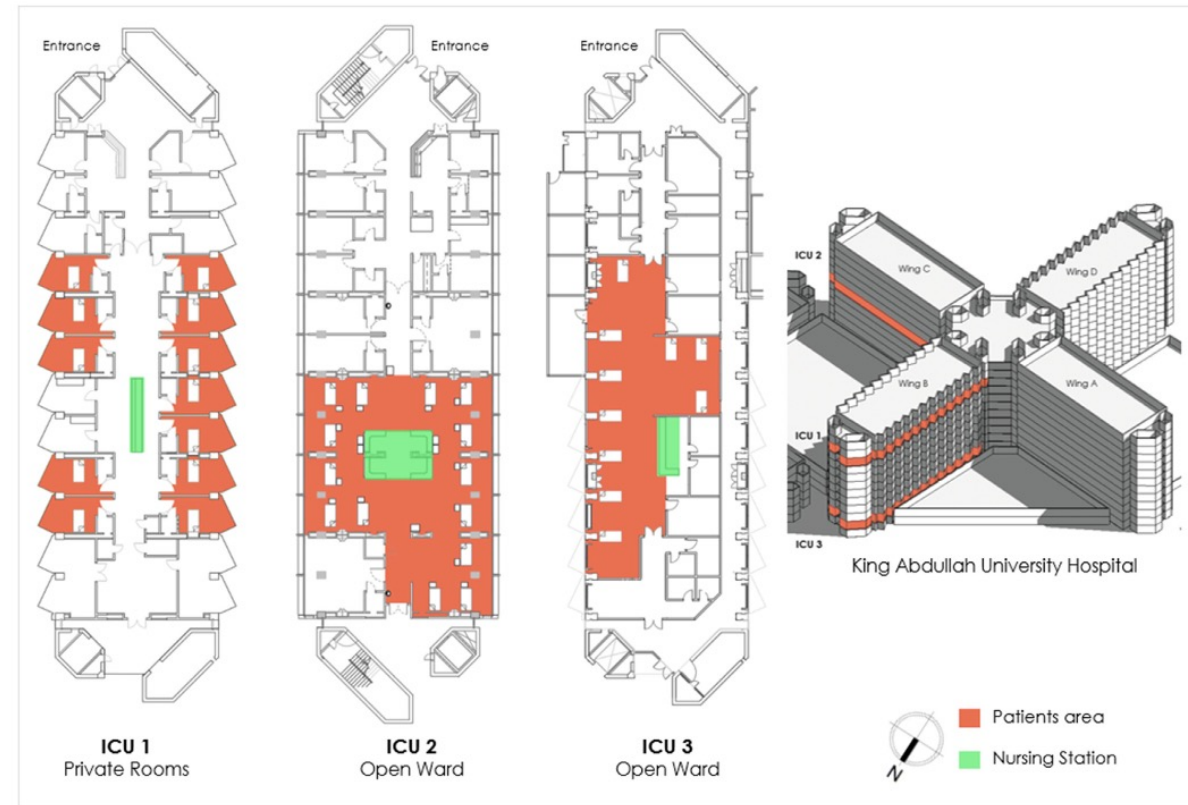 Entrance
Entrance
Entrance
ICU 2
Wing C
Wing D
Wing B
Wing A
ICU 1
ICU 3
King Abdullah University Hospital
Patients area
Nursing Station
N
ICU 1
Private Rooms
ICU 2
Open Ward
ICU 3
Open Ward